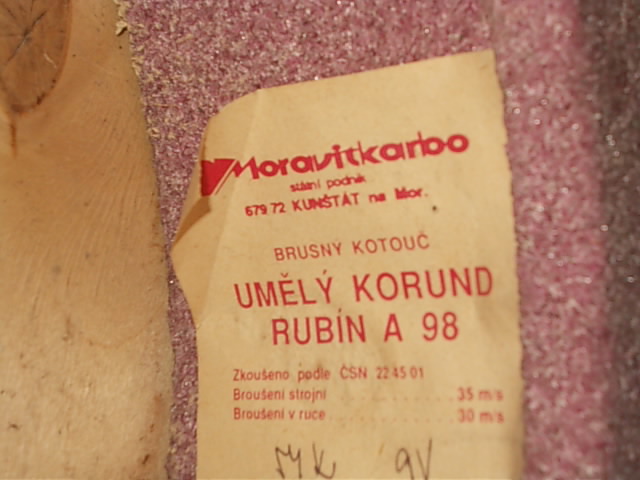 Moravitkarbo
státní podnik
679 72 KUNŠTÁT na Mor.
BRUSNÝ KOTOUČ
UMĚLÝ KORUND
RUBÍN A 98
Zkoušeno podle ČSN 22 45 01
Broušení strojní 35 m/s
Broušení v ruce 30 m/s
9V